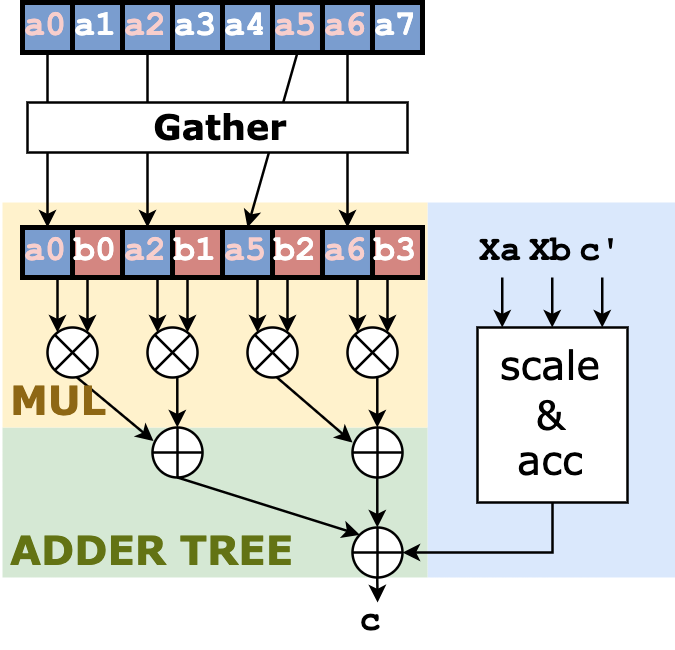 a0 a1 a2 a3 a4 a5 a6 a7
Gather
a0 b0 a2 b1 a5 b2 a6 b3
Xa Xb c'
scale
&
acc
MUL
ADDER TREE
c